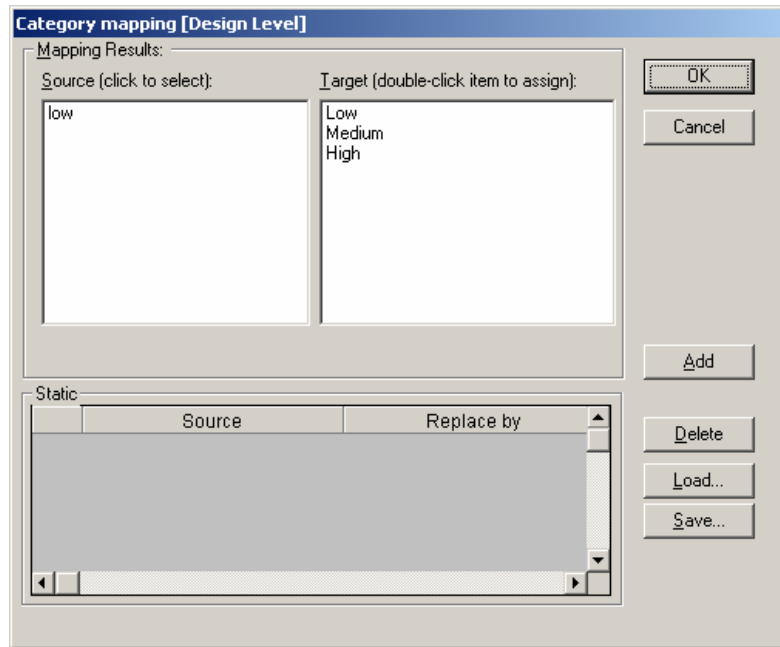 Category mapping [Design Level]
Mapping Results:
Source (click to select):
Target (double-click item to assign):
low
Low
Medium
High
OK
Cancel
Add
Static
Source
Replace by
Delete
Load...
Save...